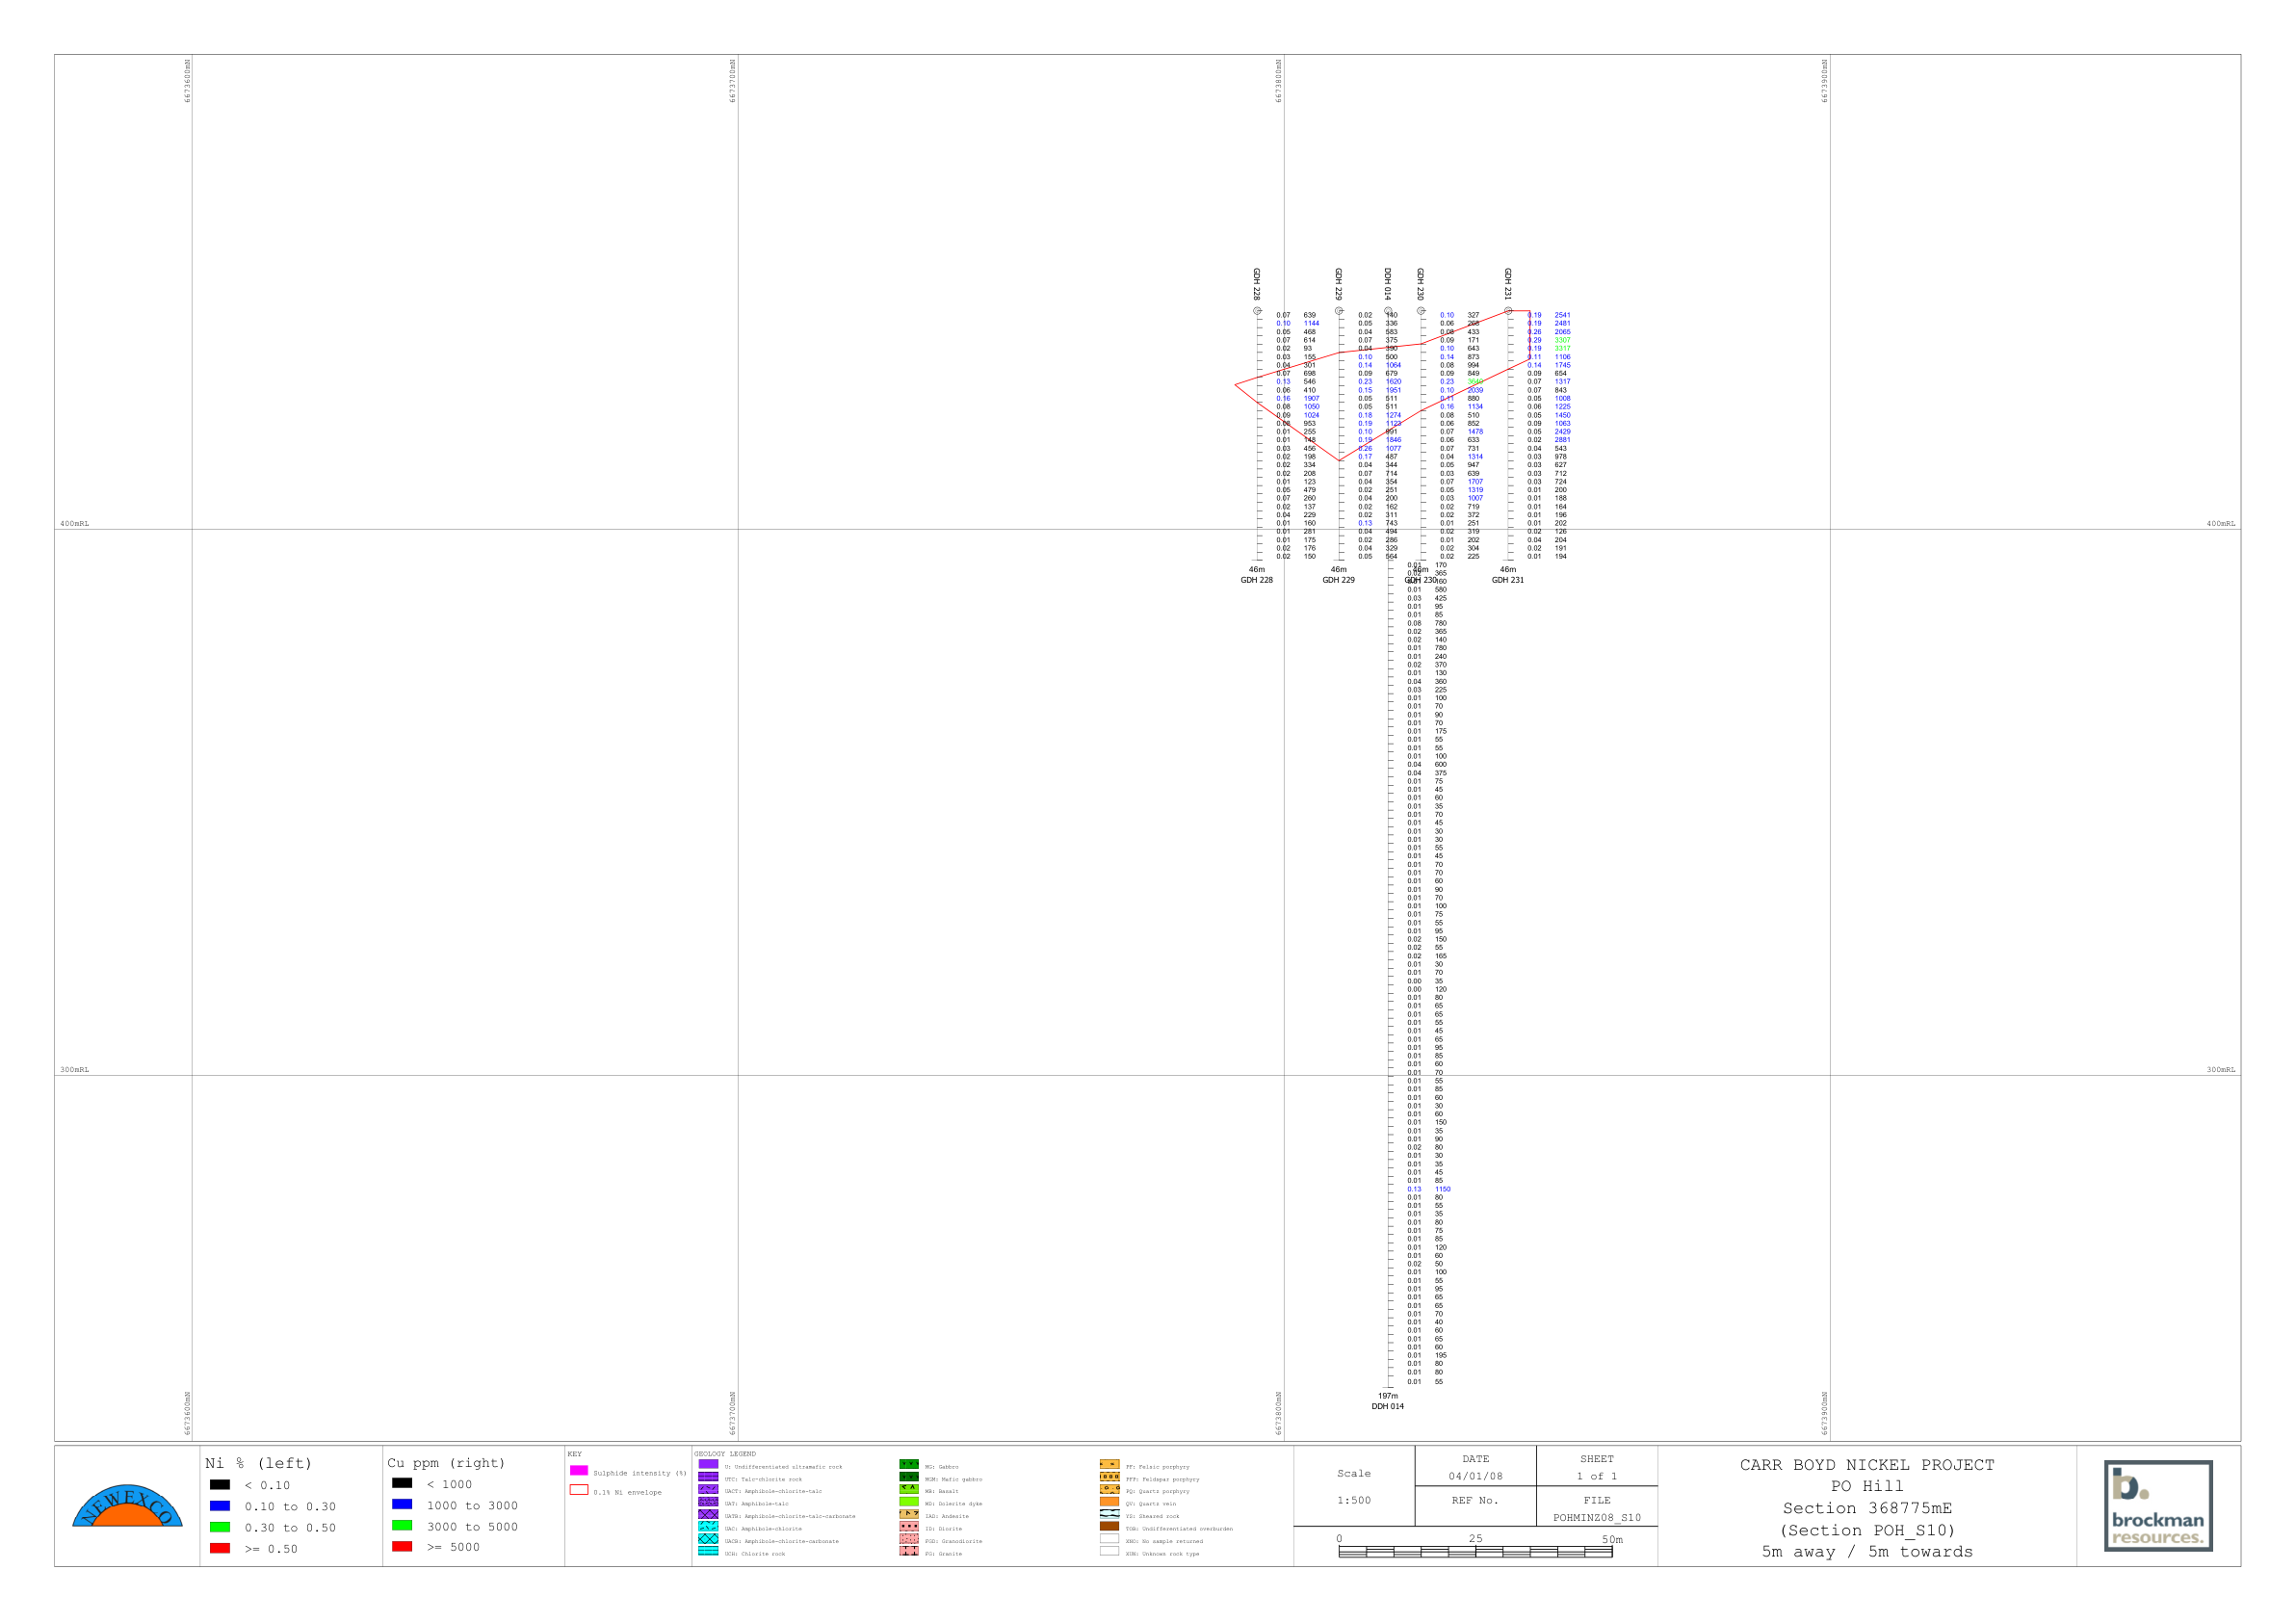 6673600mN 6673700mN 6673800mN 6673900mN
GDH 228 GDH 229 DDH 014 GDH 230 GDH 231
0.07 639 0.02 140 0.10 327 0.19 2541
0.10 1144 0.05 336 0.06 268 0.19 2481
0.05 468 0.04 583 0.08 433 0.26 2065
0.07 614 0.07 375 0.09 171 0.29 3307
0.02 93 0.04 390 0.10 643 0.19 3317
0.03 155 0.10 500 0.14 873 0.11 1106
0.04 301 0.14 1064 0.08 994 0.14 1745
0.07 698 0.09 679 0.09 849 0.09 654
0.13 546 0.23 1620 0.23 0.07 1317
0.06 410 0.15 1951 0.10 2039 0.07 843
0.16 1907 0.05 511 0.11 880 0.05 1008
0.08 1050 0.05 511 0.16 1134 0.06 1225
0.09 1024 0.18 1274 0.08 510 0.05 1450
0.08 953 0.19 1123 0.06 852 0.09 1063
0.01 255 0.10 991 0.07 1478 0.05 2429
0.01 148 0.19 1846 0.06 633 0.02 2881
0.03 456 0.26 1077 0.07 731 0.04 543
0.02 198 0.17 487 0.04 1314 0.03 978
0.02 334 0.04 344 0.05 947 0.03 627
0.02 208 0.07 714 0.03 639 0.03 712
0.01 123 0.04 354 0.07 1707 0.03 724
0.05 479 0.02 251 0.05 1319 0.01 200
0.07 260 0.04 200 0.03 1007 0.01 188
0.02 137 0.02 162 0.02 719 0.01 164
0.04 229 0.02 311 0.02 372 0.01 196
0.01 160 0.13 743 0.01 251 0.01 202
400mRL 400mRL
0.01 281 0.04 494 0.02 319 0.02 126
0.01 175 0.02 286 0.01 202 0.04 204
0.02 176 0.04 329 0.02 304 0.02 191
0.02 150 0.05 564 0.02 225 0.01 194
46m 46m 46m 46m
GDH 228 GDH 229 GDH 230 GDH 231
0.01 170
0.02 365
160
0.01 580
0.03 425
0.01 95
0.01 85
0.08 780
0.02 365
0.02 140
0.01 780
0.01 240
0.02 370
0.01 130
0.04 360
0.03 225
0.01 100
0.01 70
0.01 90
0.01 70
0.01 175
0.01 55
0.01 55
0.01 100
0.04 600
0.04 375
0.01 75
0.01 45
0.01 60
0.01 35
0.01 70
0.01 45
0.01 30
0.01 30
0.01 55
0.01 45
0.01 70
0.01 70
0.01 60
0.01 90
0.01 70
0.01 100
0.01 75
0.01 55
0.01 95
0.02 150
0.02 55
0.02 165
0.01 30
0.01 70
0.00 35
0.00 120
0.01 80
0.01 65
0.01 65
0.01 55
0.01 45
0.01 65
0.01 95
0.01 85
0.01 60
0.01 70
300mRL 300mRL
0.01 55
0.01 85
0.01 60
0.01 30
0.01 60
0.01 150
0.01 35
0.01 90
0.02 80
0.01 30
0.01 35
0.01 45
0.01 85
0.13 1150
0.01 80
0.01 55
0.01 35
0.01 80
0.01 75
0.01 85
0.01 120
0.01 60
0.02 50
0.01 100
0.01 55
0.01 95
0.01 65
0.01 65
0.01 70
0.01 40
0.01 60
0.01 65
0.01 60
0.01 195
0.01 80
0.01 80
0.01 55
197m
DDH 014
6673600mN 6673700mN 6673800mN 6673900mN
NEWEXCO
Ni % (left)
< 0.10
0.10 to 0.30
0.30 to 0.50
>= 0.50
Cu ppm (right)
< 1000
1000 to 3000
3000 to 5000
>= 5000
KEY
Sulphide intensity (%)
0.1% Ni envelope
GEOLOGY LEGEND
U: Undifferentiated ultramafic rock
UTC: Talc-chlorite rock
UACT: Amphibole-chlorite-talc
UAT: Amphibole-talc
UATB: Amphibole-chlorite-talc-carbonate
UAC: Amphibole-chlorite
UACB: Amphibole-chlorite-carbonate
UCH: Chlorite rock
MG: Gabbro
MGM: Mafic gabbro
MB: Basalt
MD: Dolerite dyke
IAD: Andesite
ID: Diorite
FGD: Granodiorite
FG: Granite
PF: Felsic porphyry
PFF: Feldspar porphyry
PQ: Quartz porphyry
QV: Quartz vein
YZ: Sheared rock
TOB: Undifferentiated overburden
XNS: No sample returned
XUN: Unknown rock type
Scale
1:500
DATE
04/01/08
SHEET
1 of 1
REF No.
FILE
POHMINZ08_S10
0 25 50m
CARR BOYD NICKEL PROJECT
PO Hill
Section 368775mE
(Section POH_S10)
5m away / 5m towards
b.
brockman
resources.